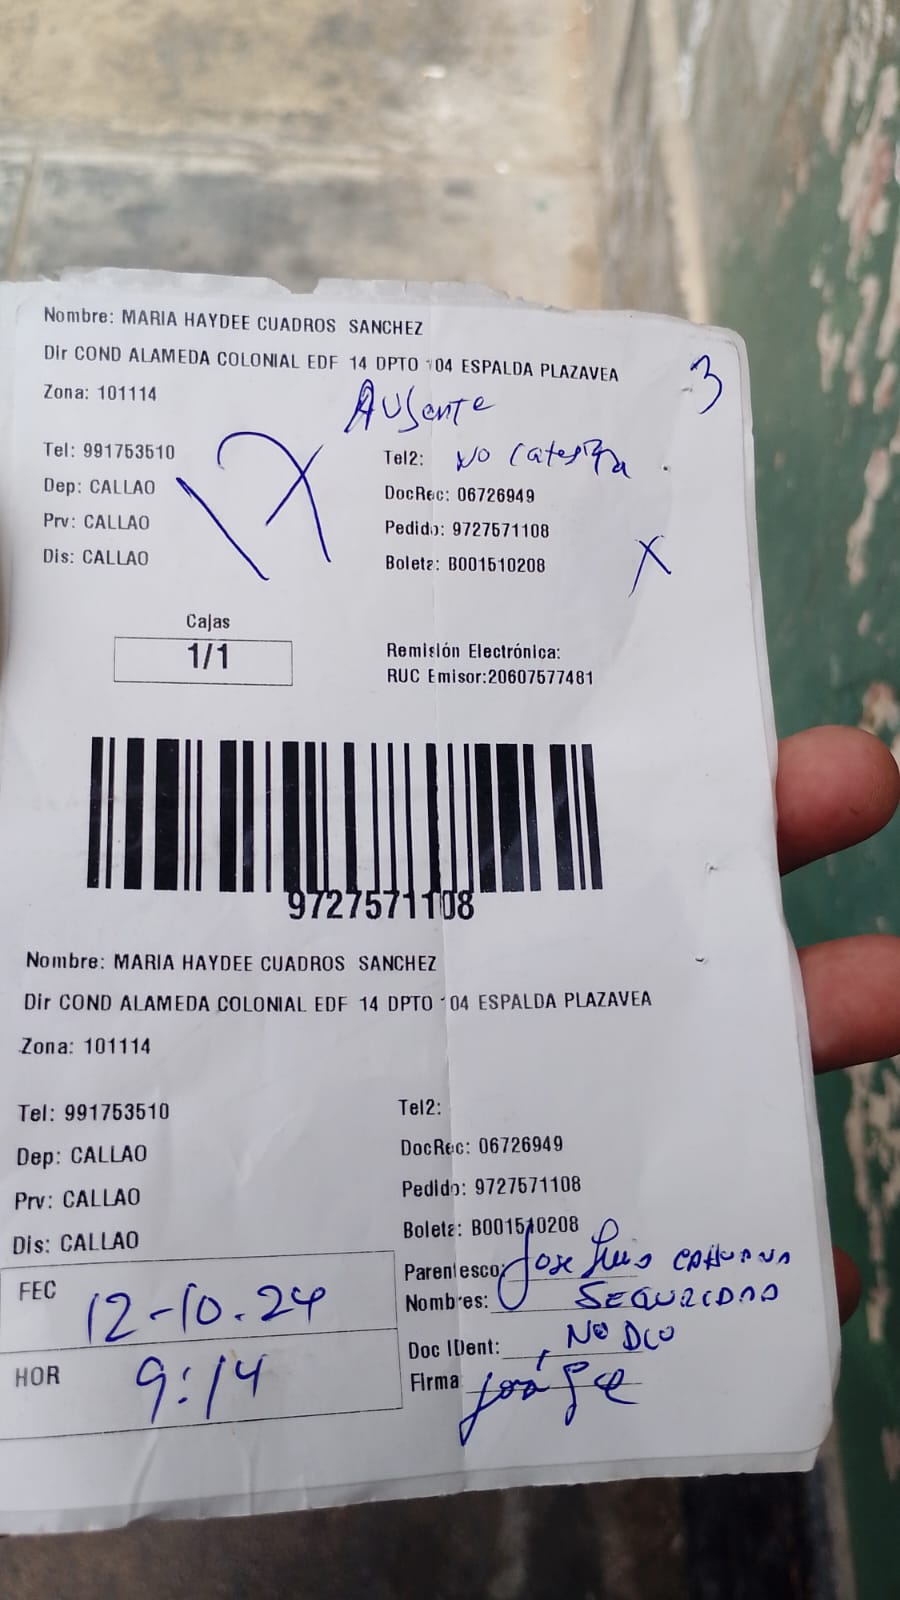 Nombre: MARIA HAYDEE CUADROS SANCHEZ
Dir COND ALAMEDA COLONIAL EDF 14 DPTO 104 ESPALDA PLAZAVEA
3
Zona: 101114
AUSente
Tel: 991753510
Tel2: NO
Dep: CALLAO
DocRec: 06726949
Prv: CALLAO
Pedido: 9727571108
Dis: CALLAO
Boleta: B001510208
X
Cajas
1/1
Remisión Electrónica:
RUC Emisor:20607577481
9727571108
Nombre: MARIA HAYDEE CUADROS SANCHEZ
Dir COND ALAMEDA COLONIAL EDF 14 DPTO 104 ESPALDA PLAZAVEA
Zona: 101114
Tel: 991753510
Tel2:
Dep: CALLAO
DocRec: 06726949
Prv: CALLAO
Pedido: 9727571108
Dis: CALLAO
Boleta: B001510208
FEC 12-10.24
Parentesco: Jose Luis
Nombres: SEGURIDAD
HOR 9:14
Doc IDent: NO DIO
Firma